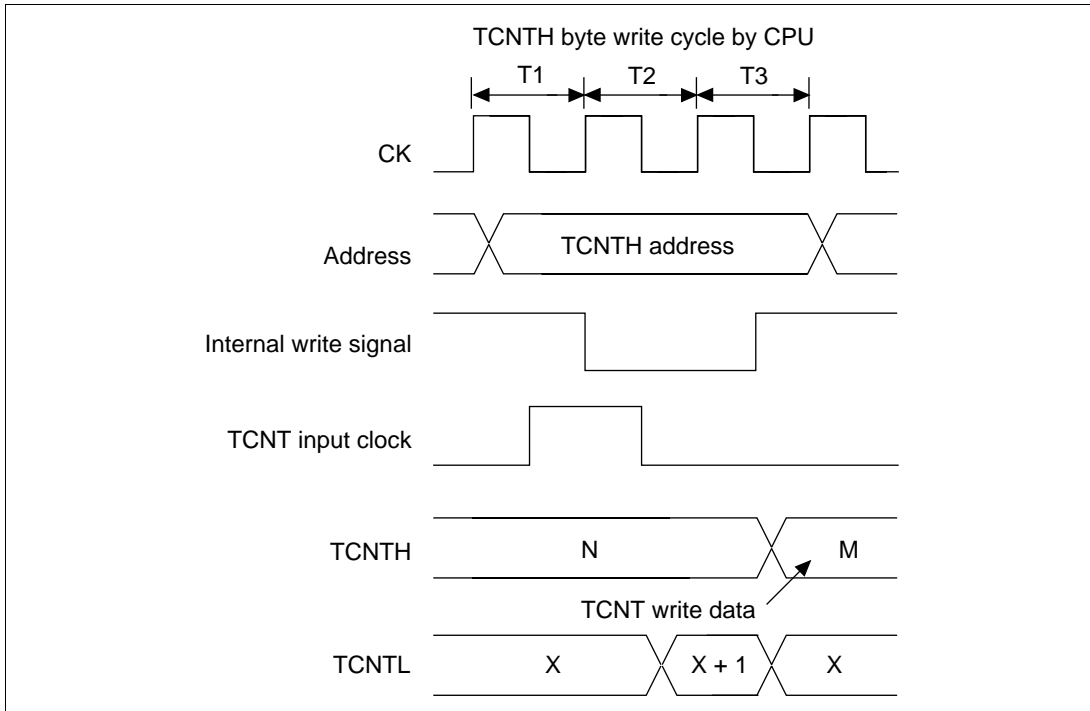 TCNTH byte write cycle by CPU
T1 T2 T3
CK
Address TCNTH address
Internal write signal
TCNT input clock
TCNTH N M
TCNT write data
TCNTL X X + 1 X